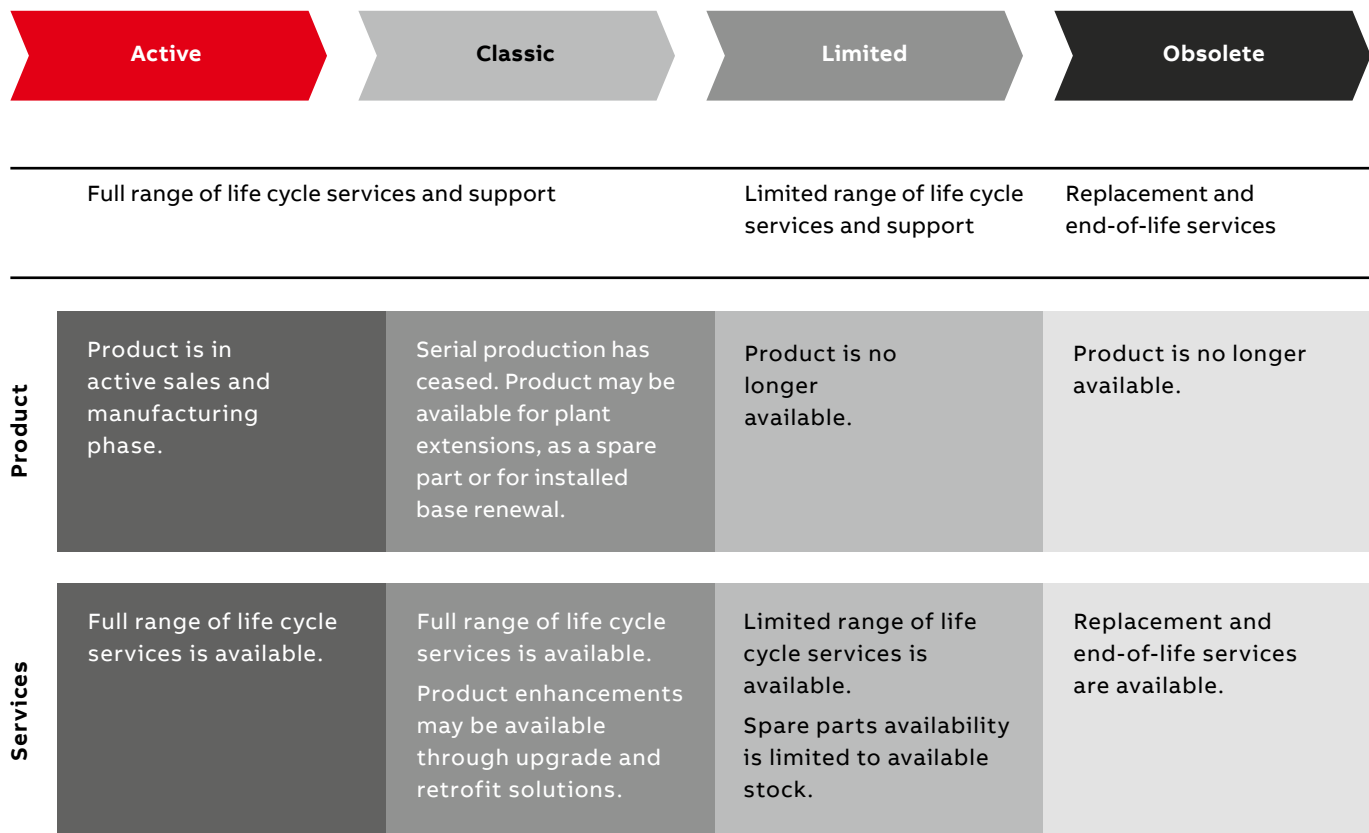 Active
Classic
Limited
Obsolete
Full range of life cycle services and support
Limited range of life cycle
services and support
Replacement and
end-of-life services
Product
Product is in
active sales and
manufacturing
phase.
Serial production has
ceased. Product may be
available for plant
extensions, as a spare
part or for installed
base renewal.
Product is no
longer
available.
Product is no longer
available.
Services
Full range of life cycle
services is available.
Full range of life cycle
services is available.
Product enhancements
may be available
through upgrade and
retrofit solutions.
Limited range of life
cycle services is
available.
Spare parts availability
is limited to available
stock.
Replacement and
end-of-life services
are available.